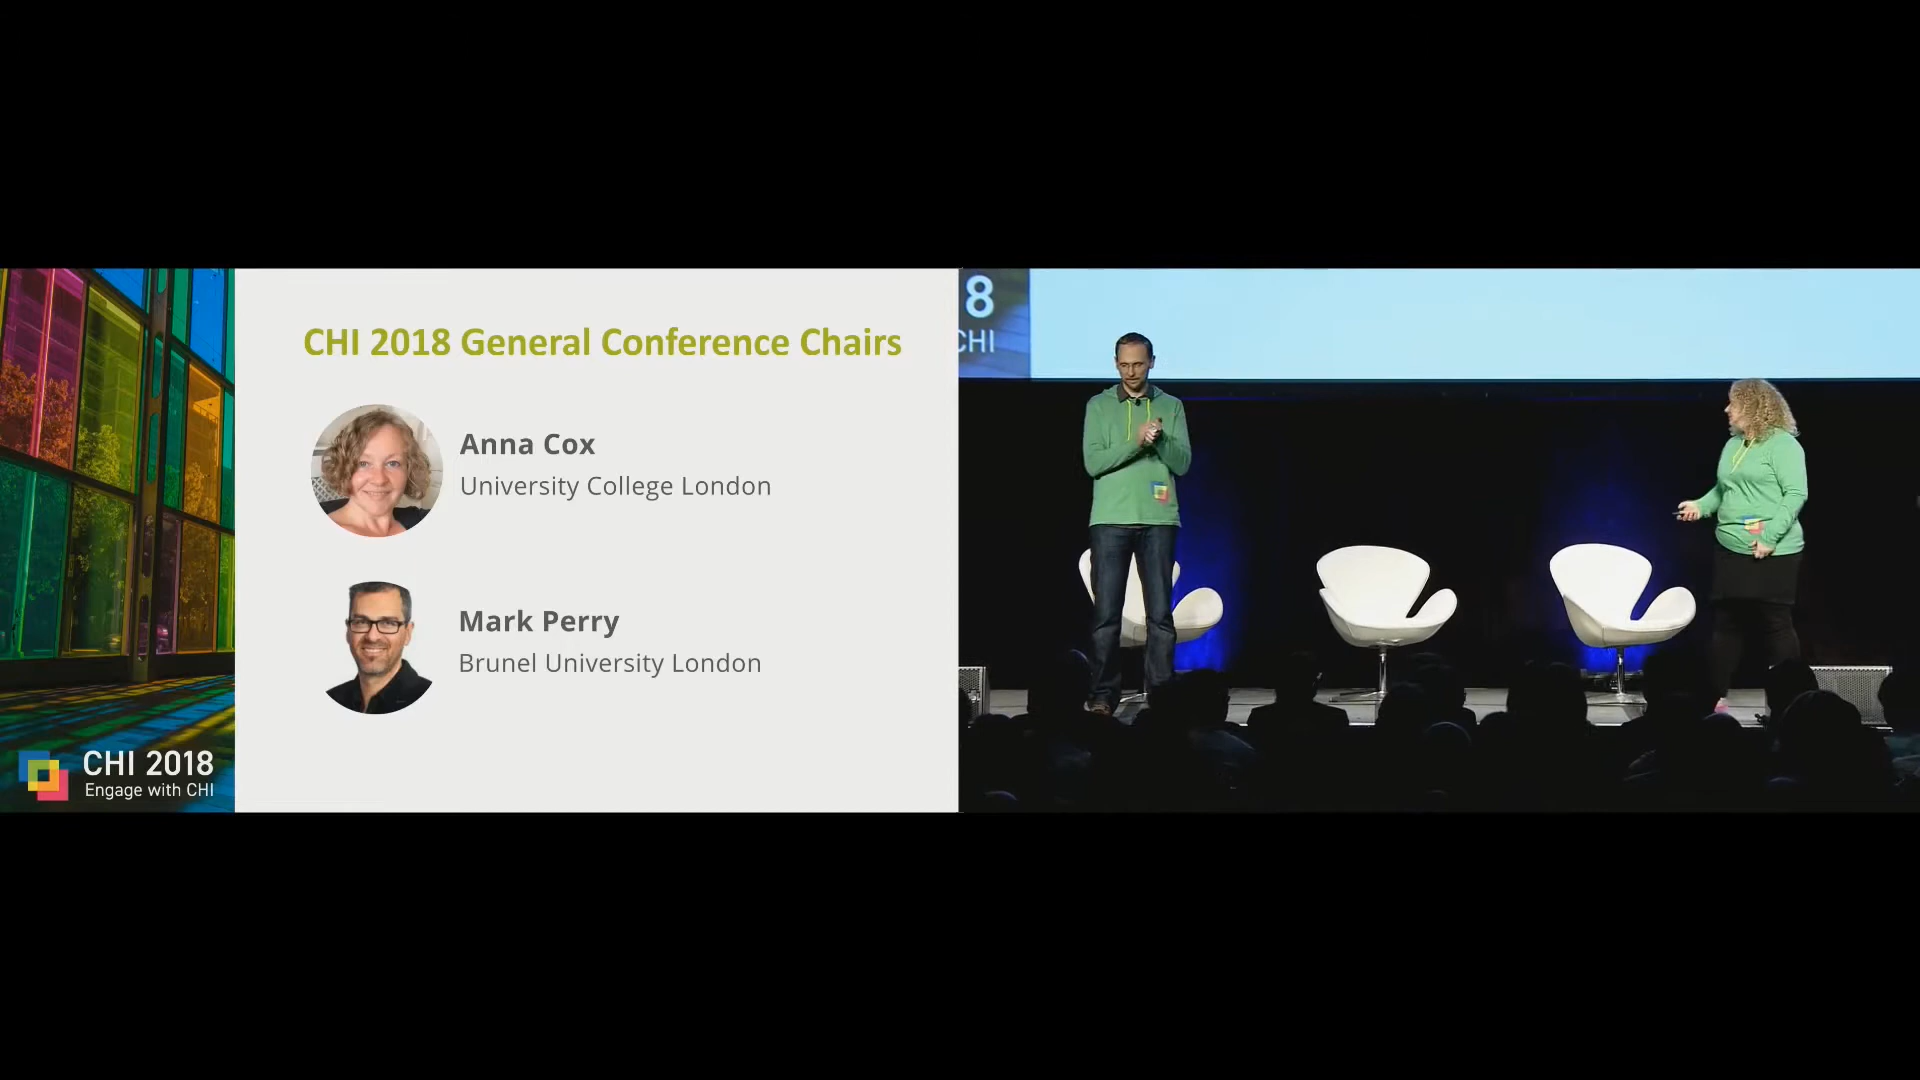 CHI 2018 General Conference Chairs
Anna Cox
University College London
Mark Perry
Brunel University London
CHI 2018
Engage with CHI
8
CHI